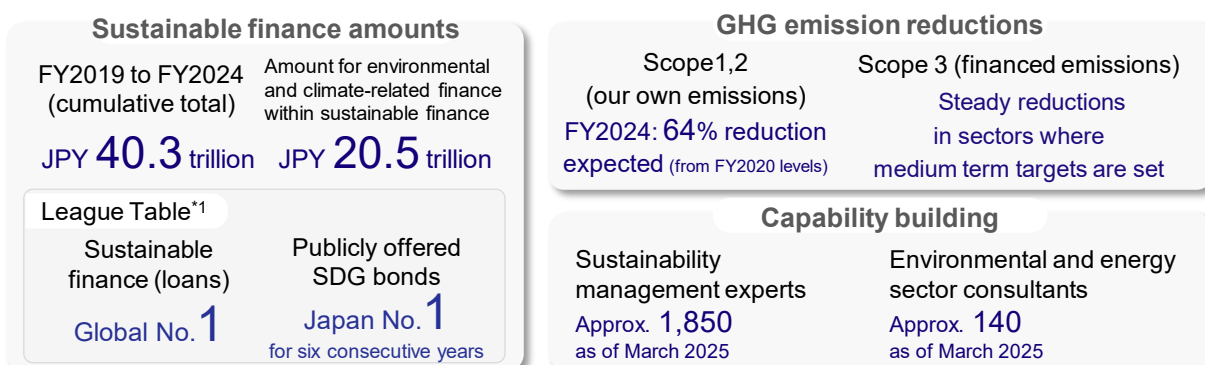 Sustainable finance amounts
FY2019 to FY2024
(cumulative total)
JPY 40.3 trillion
Amount for environmental
and climate-related finance
within sustainable finance
JPY 20.5 trillion
League Table*1
Sustainable
finance (loans)
Global No.1
Publicly offered
SDG bonds
Japan No.1
for six consecutive years
GHG emission reductions
Scope1,2
(our own emissions)
FY2024: 64% reduction
expected (from FY2020 levels)
Scope 3 (financed emissions)
Steady reductions
in sectors where
medium term targets are set
Capability building
Sustainability
management experts
Approx. 1,850
as of March 2025
Environmental and energy
sector consultants
Approx. 140
as of March 2025